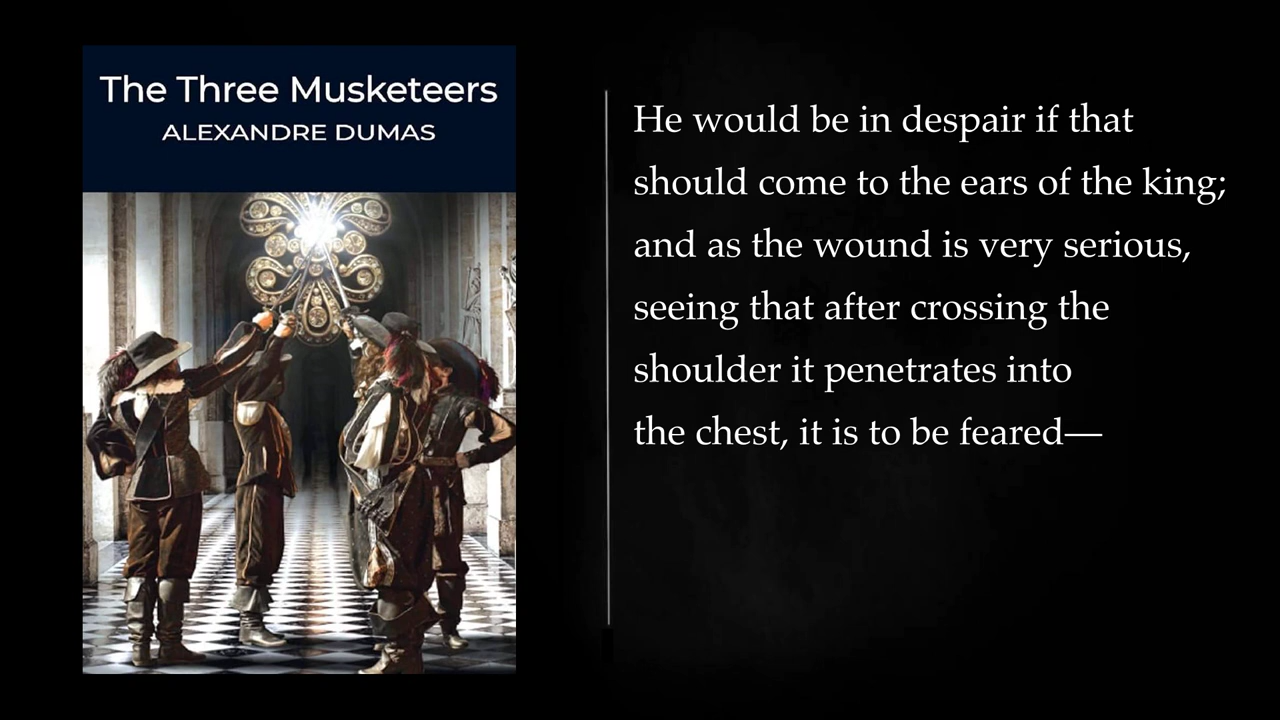 The Three Musketeers
ALEXANDRE DUMAS
He would be in despair if that
should come to the ears of the king;
and as the wound is very serious,
seeing that after crossing the
shoulder it penetrates into
the chest, it is to be feared—